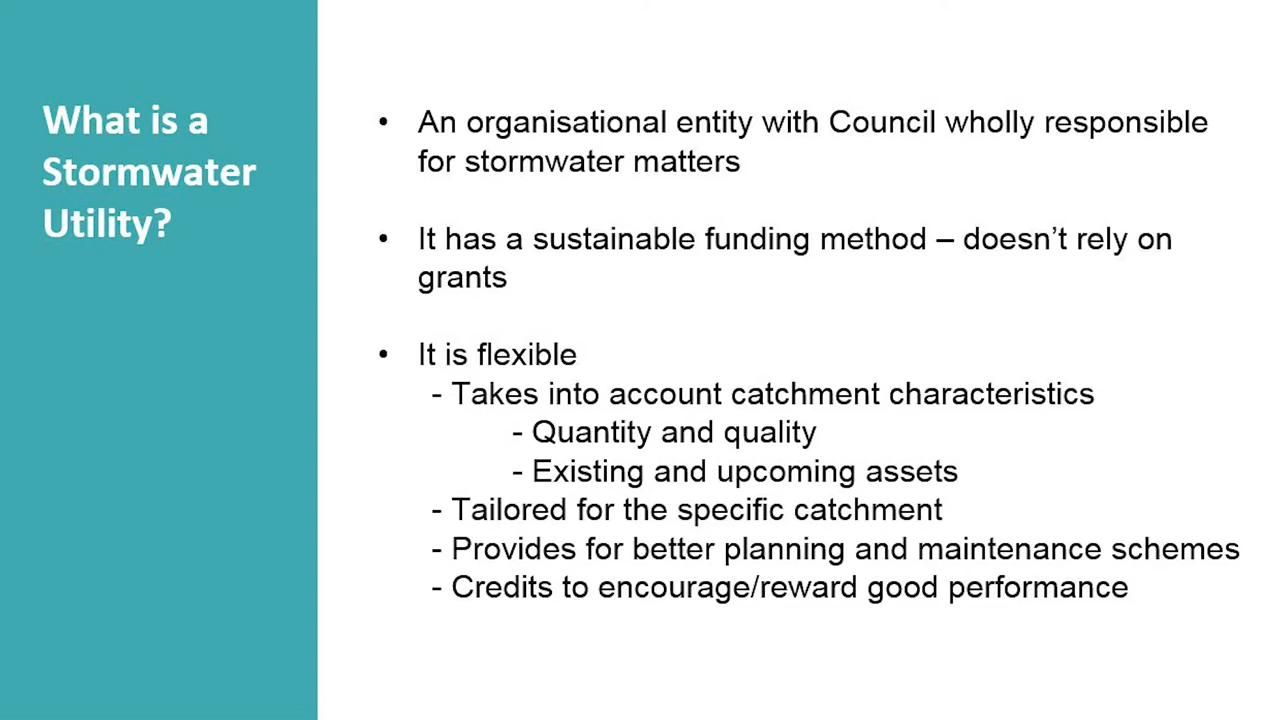 What is a
Stormwater
Utility?
• An organisational entity with Council wholly responsible
for stormwater matters
• It has a sustainable funding method – doesn’t rely on
grants
• It is flexible
- Takes into account catchment characteristics
- Quantity and quality
- Existing and upcoming assets
- Tailored for the specific catchment
- Provides for better planning and maintenance schemes
- Credits to encourage/reward good performance